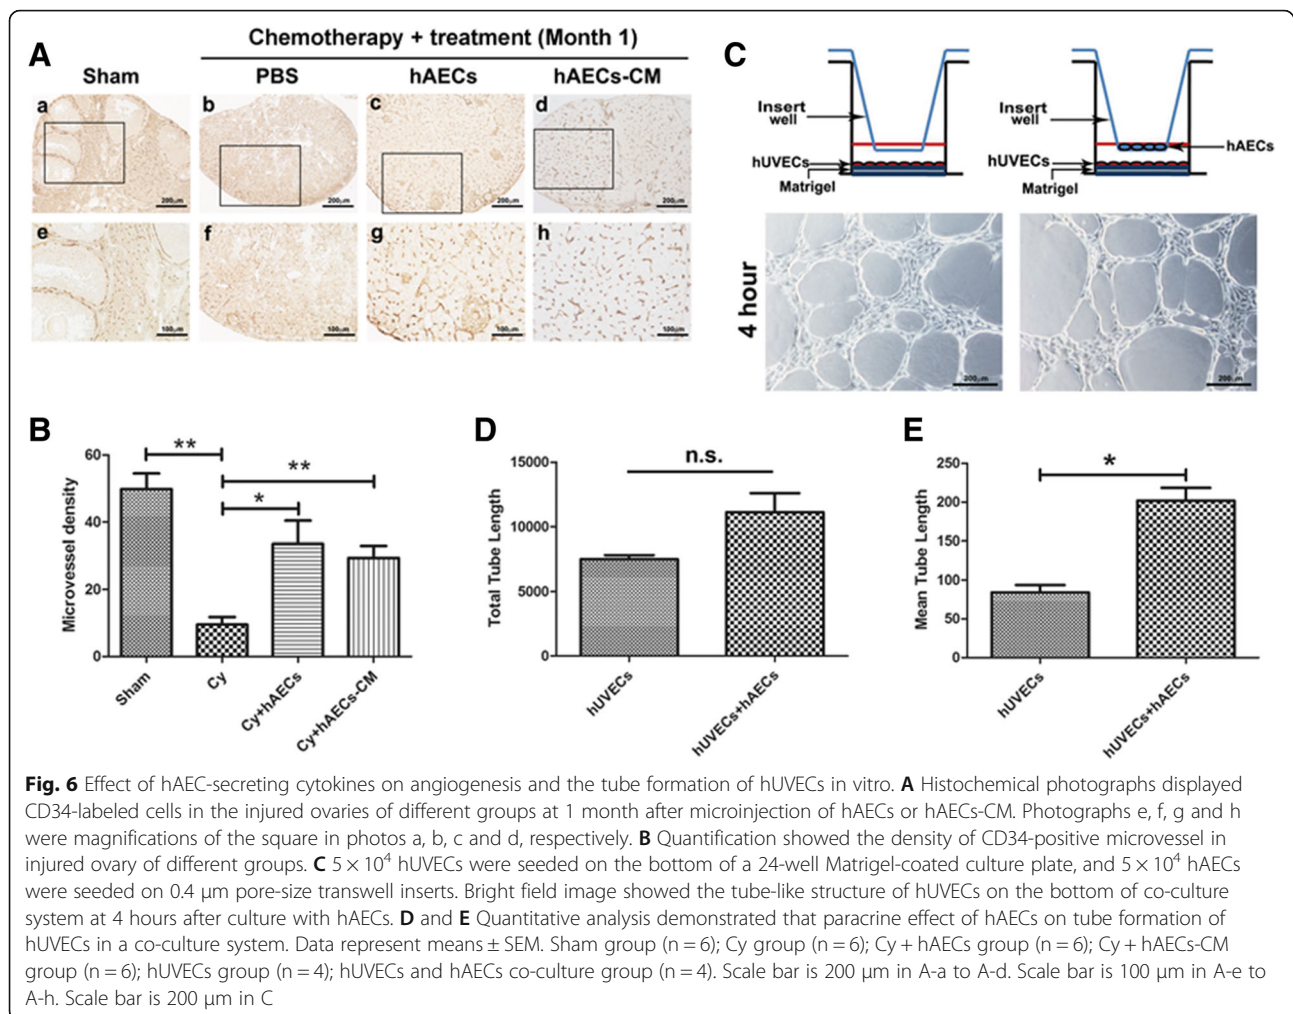 Chemotherapy + treatment (Month 1)
A
Sham
PBS
hAECs
hAECs-CM
a
200μm
b
200μm
c
200μm
d
200μm
e
100μm
f
100μm
g
100μm
h
100μm
C
Insert
well
hUVECs
Matrigel
Insert
well
hAECs
hUVECs
Matrigel
4 hour
200μm
200μm
B
Microvessel density
60
40
20
0
**
**
*
Sham
Cy
Cy+hAECs
Cy+hAECs-CM
D
Total Tube Length
15000
10000
5000
0
n.s.
hUVECs
hUVECs+hAECs
E
Mean Tube Length
250
200
150
100
50
0
*
hUVECs
hUVECs+hAECs
Fig. 6 Effect of hAEC-secreting cytokines on angiogenesis and the tube formation of hUVECs in vitro. A Histochemical photographs displayed
CD34-labeled cells in the injured ovaries of different groups at 1 month after microinjection of hAECs or hAECs-CM. Photographs e, f, g and h
were magnifications of the square in photos a, b, c and d, respectively. B Quantification showed the density of CD34-positive microvessel in
injured ovary of different groups. C 5 × 10⁴ hUVECs were seeded on the bottom of a 24-well Matrigel-coated culture plate, and 5 × 10⁴ hAECs
were seeded on 0.4 μm pore-size transwell inserts. Bright field image showed the tube-like structure of hUVECs on the bottom of co-culture
system at 4 hours after culture with hAECs. D and E Quantitative analysis demonstrated that paracrine effect of hAECs on tube formation of
hUVECs in a co-culture system. Data represent means ± SEM. Sham group (n = 6); Cy group (n = 6); Cy + hAECs group (n = 6); Cy + hAECs-CM
group (n = 6); hUVECs group (n = 4); hUVECs and hAECs co-culture group (n = 4). Scale bar is 200 μm in A-a to A-d. Scale bar is 100 μm in A-e to
A-h. Scale bar is 200 μm in C